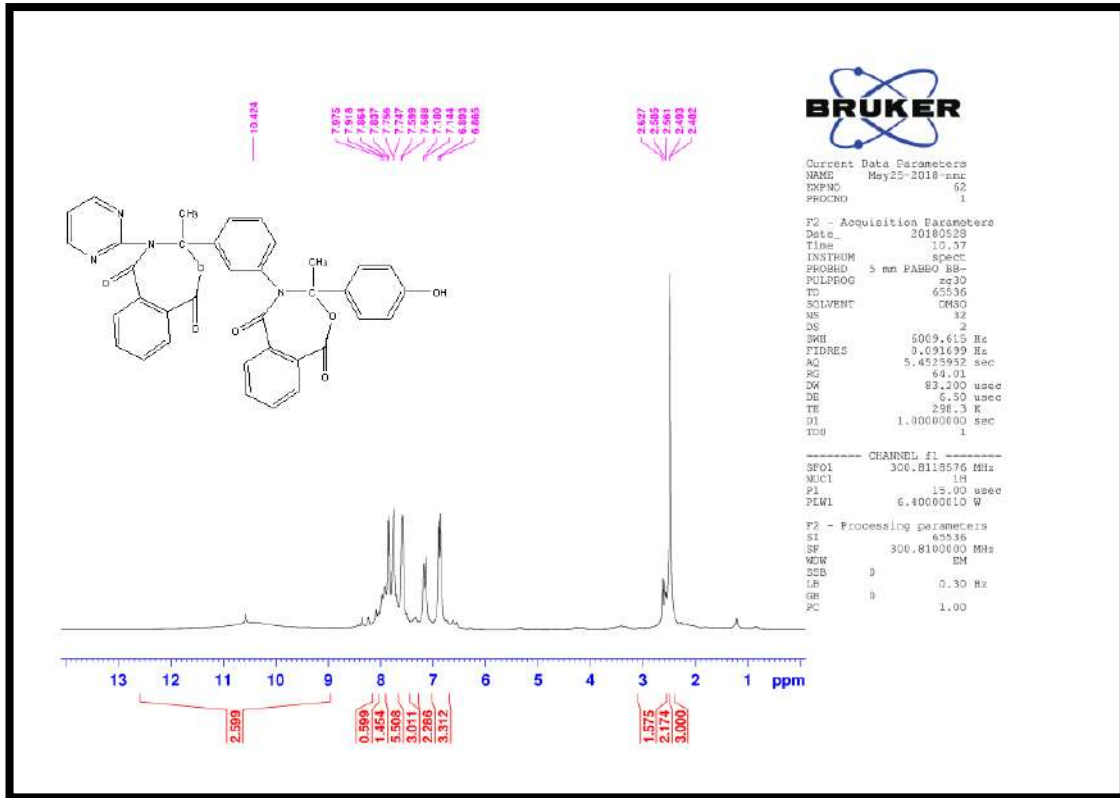 10.424
7.975
7.918
7.864
7.837
7.756
7.747
7.599
7.588
7.180
7.144
6.893
6.865
2.627
2.585
2.561
2.493
2.482
BRUKER
Current Data Parameters
NAME May25-2018-nmr
EXPNO 62
PROCNO 1
F2 - Acquisition Parameters
Date_ 20180528
Time 10.57
INSTRUM spect
PROBHD 5 mm PABBO BB-
PULPROG zg30
TD 65536
SOLVENT DMSO
NS 32
DS 2
SWH 6009.615 Hz
FIDRES 0.091699 Hz
AQ 5.4525952 sec
RG 64.01
DW 83.200 usec
DE 6.50 usec
TE 298.3 K
D1 1.00000000 sec
TD0 1
======== CHANNEL f1 ========
SFO1 300.8118576 MHz
NUC1 1H
P1 15.00 usec
PLW1 6.40000010 W
F2 - Processing parameters
SI 65536
SF 300.8100000 MHz
WDW EM
SSB 0
LB 0.30 Hz
GB 0
PC 1.00
N
N
N
CH₃
C
O
O
O
N
CH₃
C
O
O
O
OH
13 12 11 10 9 8 7 6 5 4 3 2 1 ppm
2.599
0.599
1.454
5.508
3.011
2.286
3.312
1.575
2.174
3.000